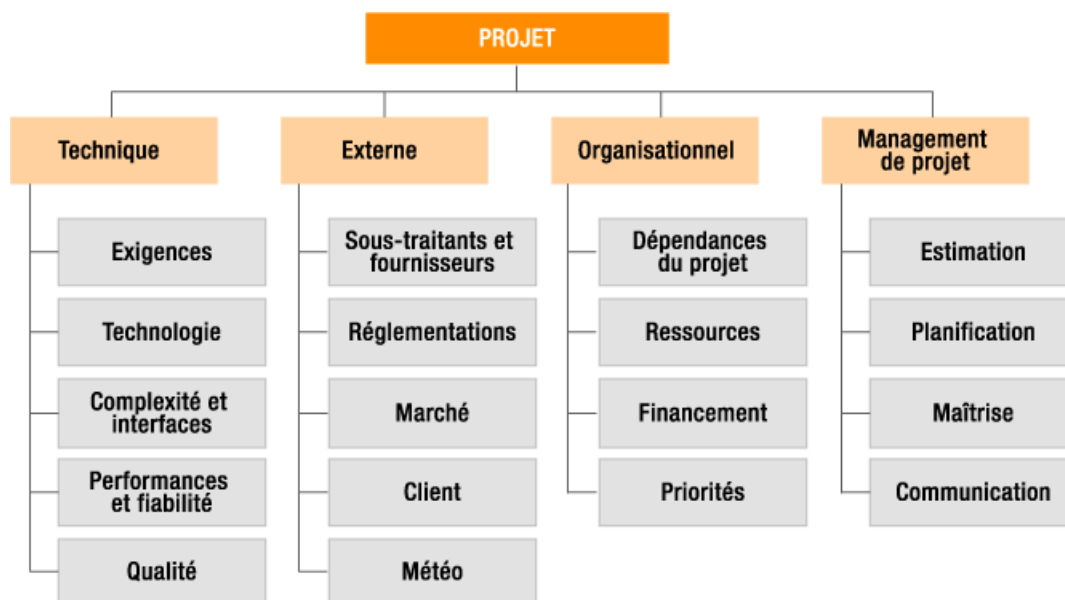 PROJET
Technique
Exigences
Technologie
Complexité et
interfaces
Performances
et fiabilité
Qualité
Externe
Sous-traitants et
fournisseurs
Réglementations
Marché
Client
Météo
Organisationnel
Dépendances
du projet
Ressources
Financement
Priorités
Management
de projet
Estimation
Planification
Maîtrise
Communication